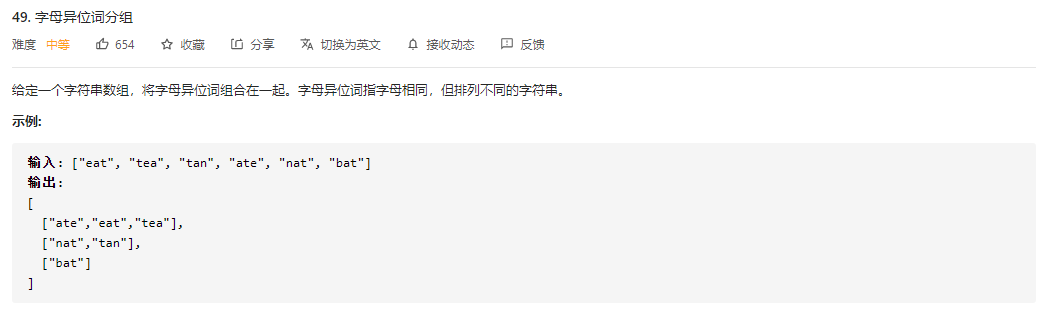 49. 字母异位词分组
难度 中等 654 收藏 分享 切换为英文 接收动态 反馈
给定一个字符串数组，将字母异位词组合在一起。字母异位词指字母相同，但排列不同的字符串。
示例:
输入: ["eat", "tea", "tan", "ate", "nat", "bat"]
输出:
[
["ate","eat","tea"],
["nat","tan"],
["bat"]
]